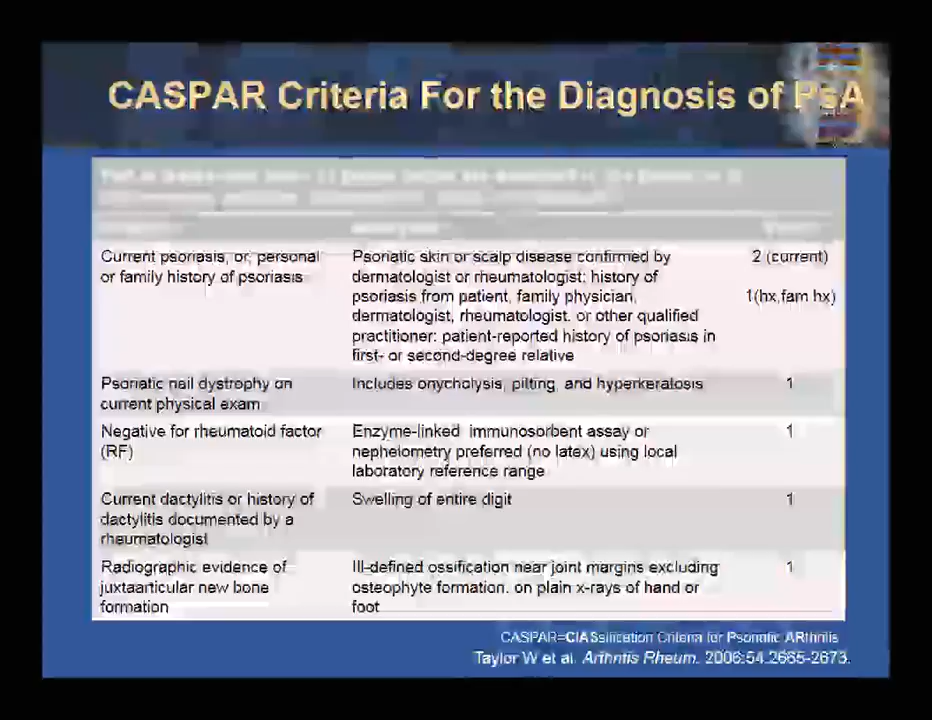 CASPAR Criteria For the Diagnosis of PsA
Current psoriasis, or, personal
or family history of psoriasis
Psoriatic skin or scalp disease confirmed by
dermatologist or rheumatologist; history of
psoriasis from patient, family physician,
dermatologist, rheumatologist, or other qualified
practitioner; patient-reported history of psoriasis in
first- or second-degree relative
2 (current)
1(hx,fam hx)
Psoriatic nail dystrophy on
current physical exam
Includes onycholysis, pitting, and hyperkeratosis
1
Negative for rheumatoid factor
(RF)
Enzyme-linked immunosorbent assay or
nephelometry preferred (no latex) using local
laboratory reference range
1
Current dactylitis or history of
dactylitis documented by a
rheumatologist
Swelling of entire digit
1
Radiographic evidence of
juxtaarticular new bone
formation
Ill-defined ossification near joint margins excluding
osteophyte formation, on plain x-rays of hand or
foot
1
CASPAR=ClASsification Criteria for Psoriatic ARthritis
Taylor W et al. Arthritis Rheum. 2006;54:2665-2673.